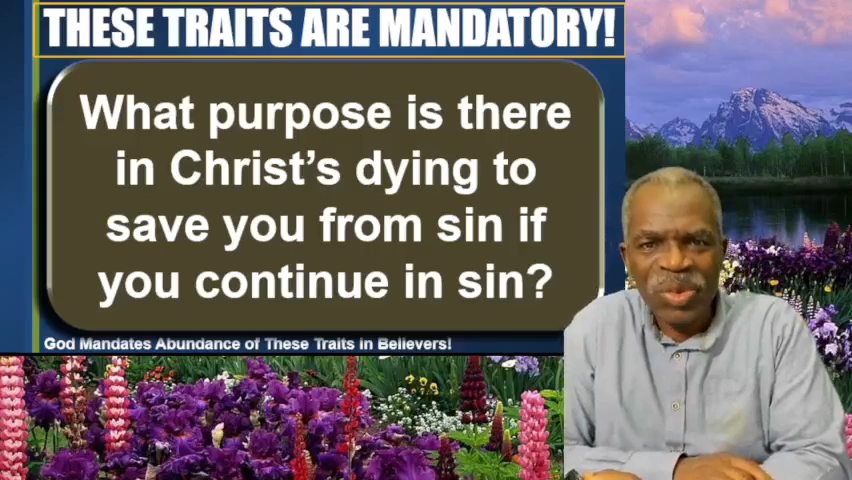 THESE TRAITS ARE MANDATORY!
What purpose is there
in Christ's dying to
save you from sin if
you continue in sin?
God Mandates Abundance of These Traits in Believers!